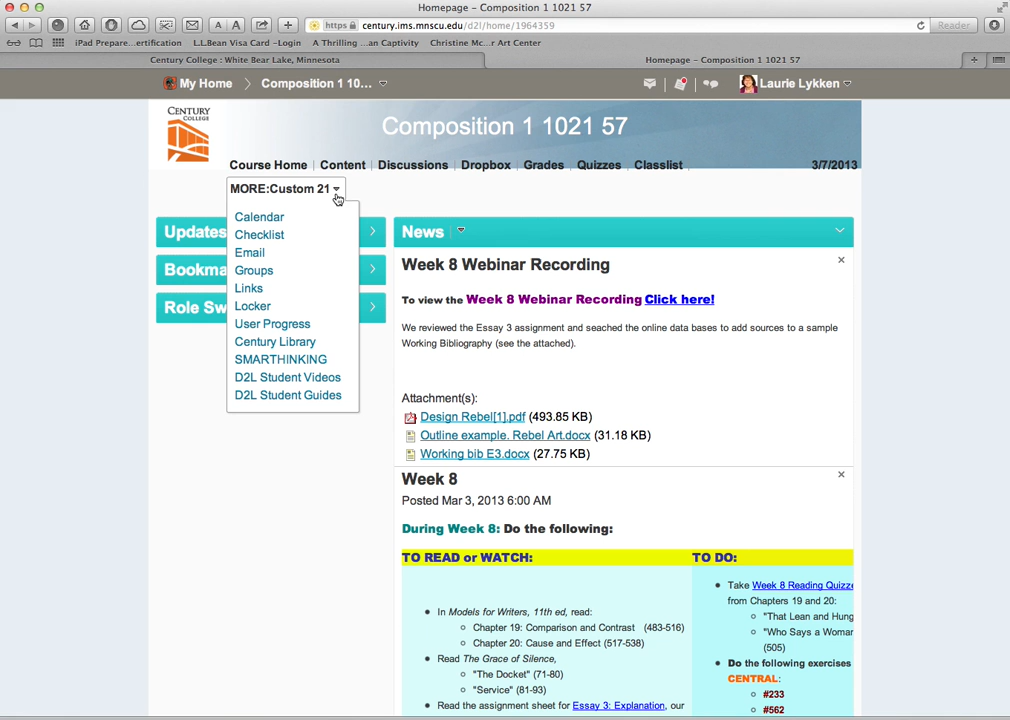 Homepage - Composition 1 1021 57
https century.ims.mnscu.edu/d2l/home/1964359
Reader
iPad Prepare...ertification L.L.Bean Visa Card -Login A Thrilling ...an Captivity Christine Mc...r Art Center
Century College : White Bear Lake, Minnesota Homepage - Composition 1 1021 57
My Home Composition 1 10... Laurie Lykken
CENTURY
COLLEGE
Composition 1 1021 57
Course Home Content Discussions Dropbox Grades Quizzes Classlist 3/7/2013
MORE:Custom 21
Calendar
Checklist
Email
Groups
Links
Locker
User Progress
Century Library
SMARTHINKING
D2L Student Videos
D2L Student Guides
Updates
Bookma
Role Sw
News
Week 8 Webinar Recording
To view the Week 8 Webinar Recording Click here!
We reviewed the Essay 3 assignment and seached the online data bases to add sources to a sample
Working Bibliography (see the attached).
Attachment(s):
Design Rebel[1].pdf (493.85 KB)
Outline example. Rebel Art.docx (31.18 KB)
Working bib E3.docx (27.75 KB)
Week 8
Posted Mar 3, 2013 6:00 AM
During Week 8: Do the following:
TO READ or WATCH:
In Models for Writers, 11th ed, read:
Chapter 19: Comparison and Contrast (483-516)
Chapter 20: Cause and Effect (517-538)
Read The Grace of Silence,
"The Docket" (71-80)
"Service" (81-93)
Read the assignment sheet for Essay 3: Explanation, our
TO DO:
Take Week 8 Reading Quizze
from Chapters 19 and 20:
"That Lean and Hung
"Who Says a Woman
(505)
Do the following exercises
CENTRAL:
#233
#562